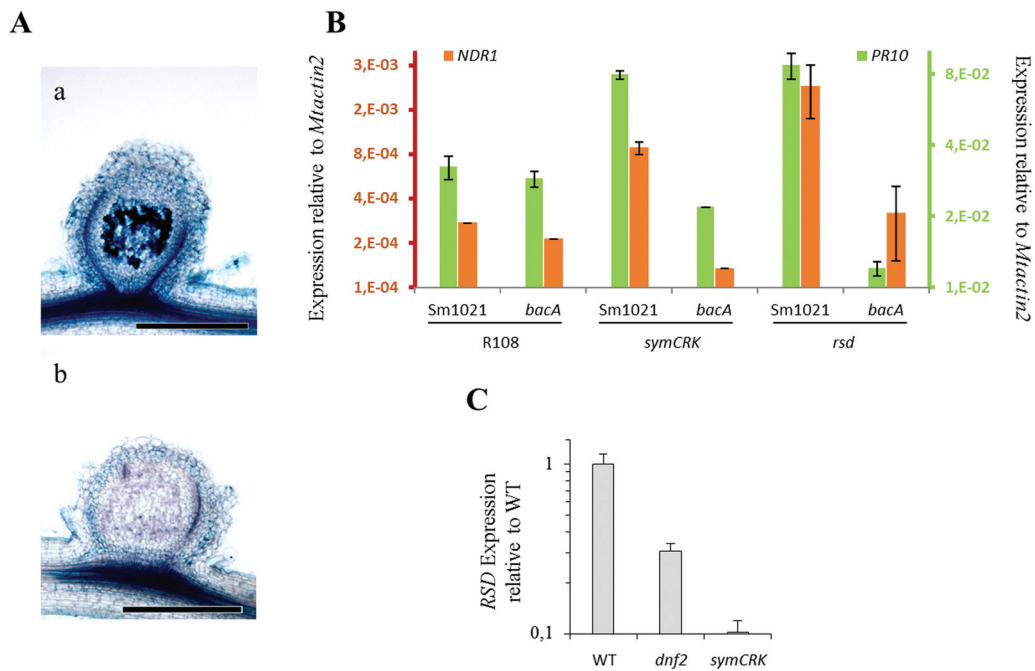 A
a
b
B
NDR1
PR10
Expression relative to Mtactin2
3,E-03
2,E-03
8,E-04
4,E-04
2,E-04
1,E-04
8,E-02
4,E-02
2,E-02
1,E-02
Expression relative to Mtactin2
Sm1021 bacA Sm1021 bacA Sm1021 bacA
R108 symCRK rsd
C
RSD Expression
relative to WT
1
0,1
WT dnf2 symCRK